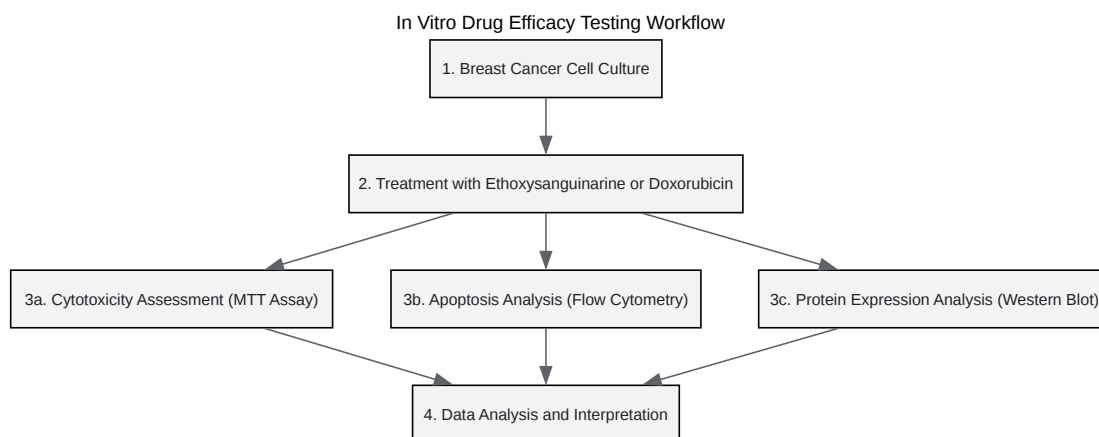 In Vitro Drug Efficacy Testing Workflow
1. Breast Cancer Cell Culture
2. Treatment with Ethoxysanguinarine or Doxorubicin
3a. Cytotoxicity Assessment (MTT Assay)
3b. Apoptosis Analysis (Flow Cytometry)
3c. Protein Expression Analysis (Western Blot)
4. Data Analysis and Interpretation